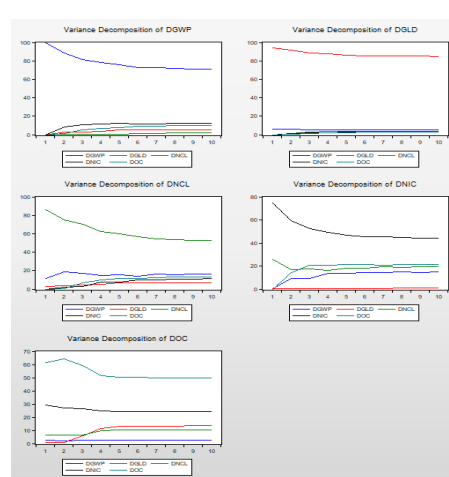 Variance Decomposition of DGWP
100
80
60
40
20
0
1 2 3 4 5 6 7 8 9 10
DGWP DGLD DNCL
DNIC DOC
Variance Decomposition of DGLD
100
80
60
40
20
0
1 2 3 4 5 6 7 8 9 10
DGWP DGLD DNCL
DNIC DOC
Variance Decomposition of DNCL
100
80
60
40
20
0
1 2 3 4 5 6 7 8 9 10
DGWP DGLD DNCL
DNIC DOC
Variance Decomposition of DNIC
80
60
40
20
0
1 2 3 4 5 6 7 8 9 10
DGWP DGLD DNCL
DNIC DOC
Variance Decomposition of DOC
70
60
50
40
30
20
10
0
1 2 3 4 5 6 7 8 9 10
DGWP DGLD DNCL
DNIC DOC